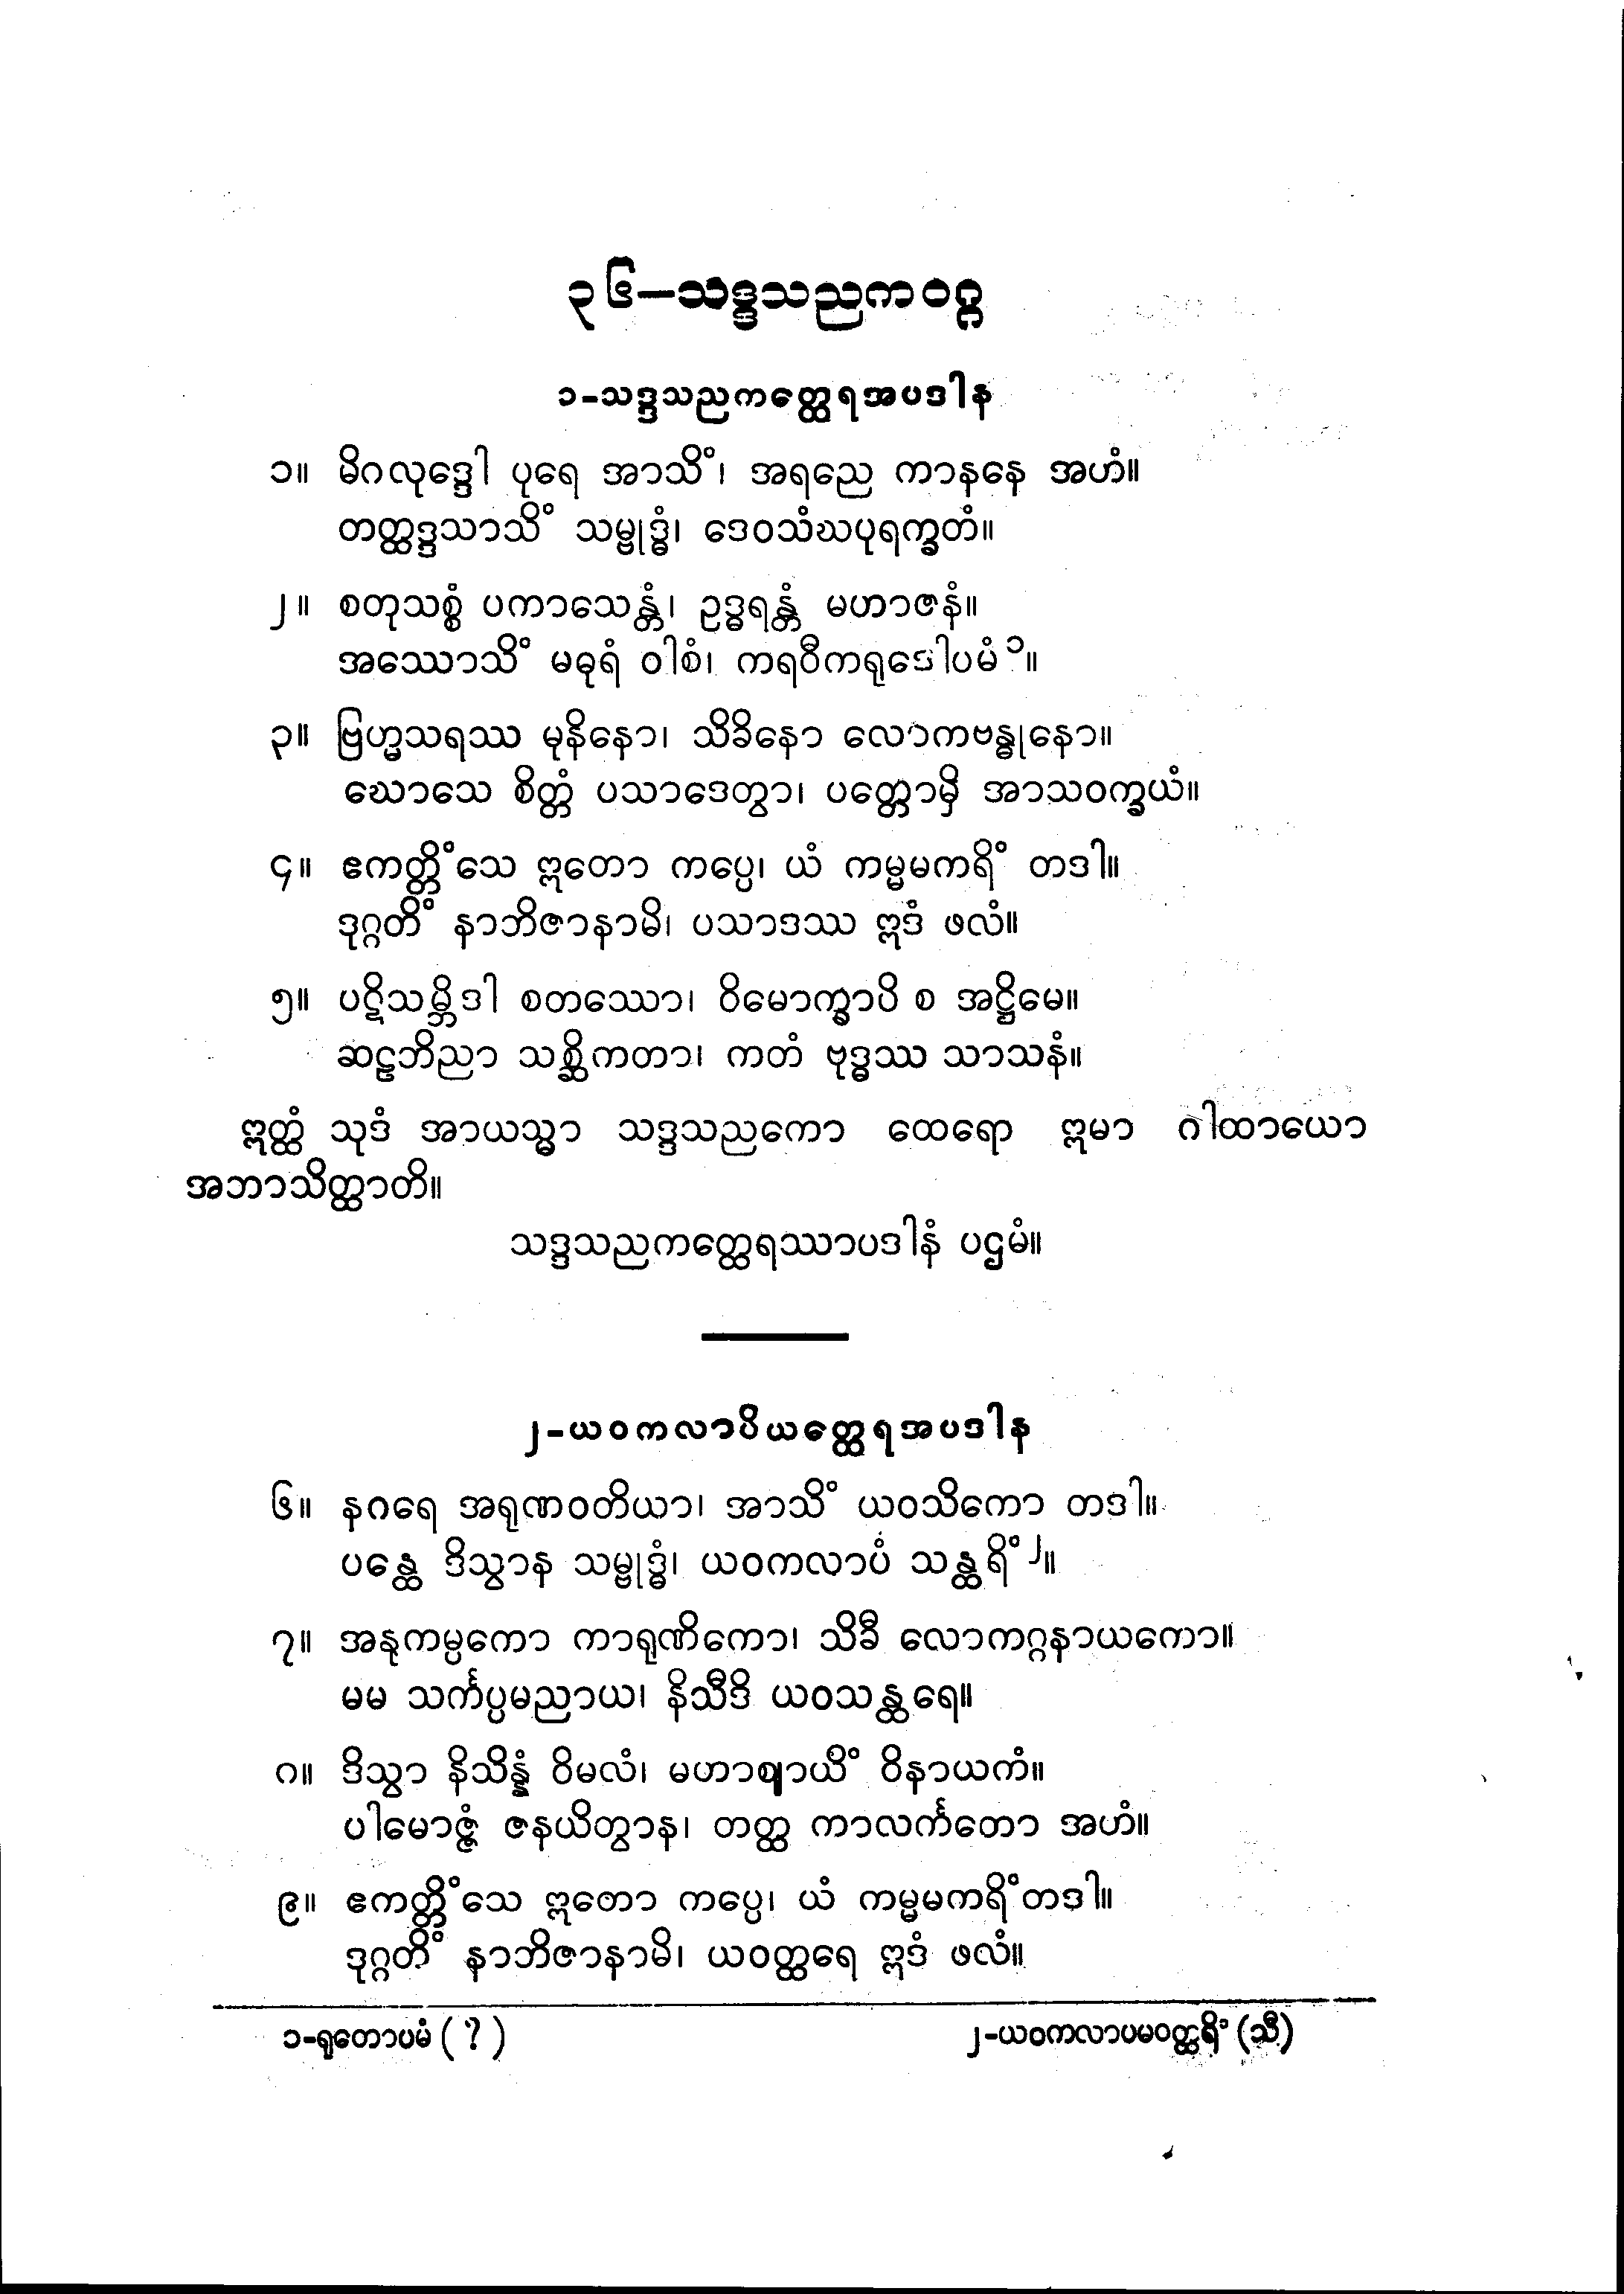 ၃၆–သဒ္ဒသညကဝဂ္ဂ
၁-သဒ္ဒသညကတ္ထေရအပဒါန
၁။ မိဂလုဒ္ဒေါ ပုရေ အာသိံ၊ အရညေ ကာနနေ အဟံ။
တတ္ထဒ္ဒသာသိံ သမ္ဗုဒ္ဓံ၊ ဒေဝသံဃပုရက္ခတံ။
၂။ စတုသစ္စံ ပကာသေန္တံ၊ ဥဒ္ဓရန္တံ မဟာဇနံ။
အဿောသိံ မဓုရံ ဝါစံ၊ ကရဝီကရုဒေါပမံ ၁။
၃။ ဗြဟ္မသရဿ မုနိနော၊ သိခိနော လောကဗန္ဓုနော။
ဃောသေ စိတ္တံ ပသာဒေတွာ၊ ပတ္တောမှိ အာသဝက္ခယံ။
၄။ ဧကတ္တိံသေ ဣတော ကပ္ပေ၊ ယံ ကမ္မမကရိံ တဒါ။
ဒုဂ္ဂတိံ နာဘိဇာနာမိ၊ ပသာဒဿ ဣဒံ ဖလံ။
၅။ ပဋိသမ္ဘိဒါ စတဿော၊ ဝိမောက္ခာပိ စ အဋ္ဌိမေ။
ဆဠဘိညာ သစ္ဆိကတာ၊ ကတံ ဗုဒ္ဓဿ သာသနံ။
ဣတ္ထံ သုဒံ အာယသ္မာ သဒ္ဒသညကော ထေရော ဣမာ ဂါထာယော
အဘာသိတ္ထာတိ။
သဒ္ဒသညကတ္ထေရဿာပဒါနံ ပဌမံ။
၂-ယဝကလာပိယတ္ထေရအပဒါန
၆။ နဂရေ အရုဏဝတိယာ၊ အာသိံ ယဝသိကော တဒါ။
ပန္ထေ ဒိသွာန သမ္ဗုဒ္ဓံ၊ ယဝကလာပံ သန္ထရိံ ၂။
၇။ အနုကမ္ပကော ကာရုဏိကော၊ သိခီ လောကဂ္ဂနာယကော။
မမ သင်္ကပ္ပမညာယ၊ နိသီဒိ ယဝသန္ထရေ။
၈။ ဒိသွာ နိသိန္နံ ဝိမလံ၊ မဟာဈာယိံ ဝိနာယကံ။
ပါမောဇ္ဇံ ဇနယိတွာန၊ တတ္ထ ကာလင်္ကတော အဟံ။
၉။ ဧကတ္တိံသေ ဣတော ကပ္ပေ၊ ယံ ကမ္မမကရိံ တဒါ။
ဒုဂ္ဂတိံ နာဘိဇာနာမိ၊ ယဝတ္ထရေ ဣဒံ ဖလံ။
၁-ရုတောပမံ (?) ၂-ယဝကလာပမဝတ္ထရိံ (သီ)